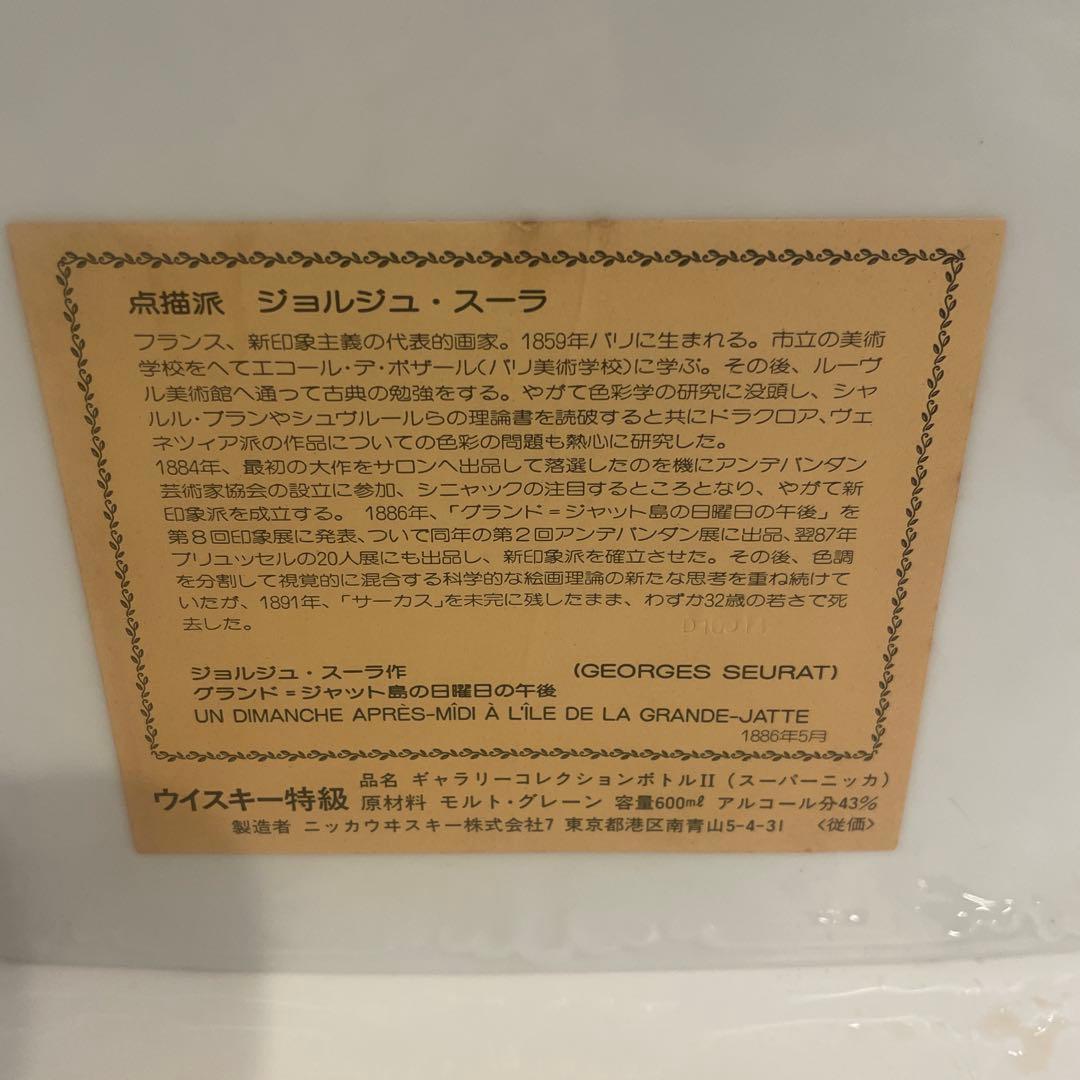 点描派 ジョルジュ・スーラ
フランス、新印象主義の代表的画家。1859年パリに生まれる。市立の美術
学校をへてエコール・デ・ボザール(パリ美術学校)に学ぶ。その後、ルーヴ
ル美術館へ通って古典の勉強をする。やがて色彩学の研究に没頭し、シャ
ルル・ブランやシュヴルールらの理論書を読破すると共にドラクロア、ヴェ
ネツィア派の作品についての色彩の問題も熱心に研究した。
1884年、最初の大作をサロンへ出品して落選したのを機にアンデパンダン
芸術家協会の設立に参加、シニャックの注目するところとなり、やがて新
印象派を成立する。 1886年、「グランド=ジャット島の日曜日の午後」を
第8回印象展に発表、ついで同年の第2回アンデパンダン展に出品、翌87年
ブリュッセルの20人展にも出品し、新印象派を確立させた。その後、色調
を分割して視覚的に混合する科学的な絵画理論の新たな思考を重ね続けて
いたが、1891年、「サーカス」を未完に残したまま、わずか32歳の若さで死
去した。
ジョルジュ・スーラ作 (GEORGES SEURAT)
グランド=ジャット島の日曜日の午後
UN DIMANCHE APRÈS-MÎDI À L'ÎLE DE LA GRANDE-JATTE
1886年5月
品名 ギャラリーコレクションボトルII (スーパーニッカ)
ウイスキー特級 原材料 モルト・グレーン 容量600ml アルコール分43%
製造者 ニッカウヰスキー株式会社7 東京都港区南青山5-4-31 〈従価〉